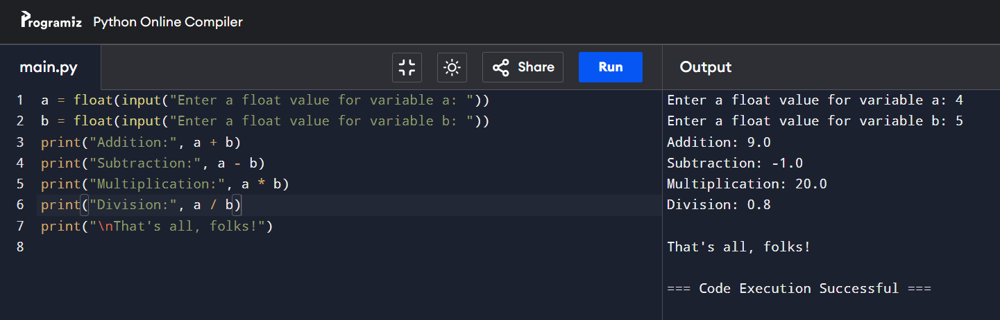 Programiz Python Online Compiler
main.py Share Run Output
1 a = float(input("Enter a float value for variable a: "))
2 b = float(input("Enter a float value for variable b: "))
3 print("Addition:", a + b)
4 print("Subtraction:", a - b)
5 print("Multiplication:", a * b)
6 print("Division:", a / b)
7 print("\nThat's all, folks!")
8
Enter a float value for variable a: 4
Enter a float value for variable b: 5
Addition: 9.0
Subtraction: -1.0
Multiplication: 20.0
Division: 0.8
That's all, folks!
=== Code Execution Successful ===